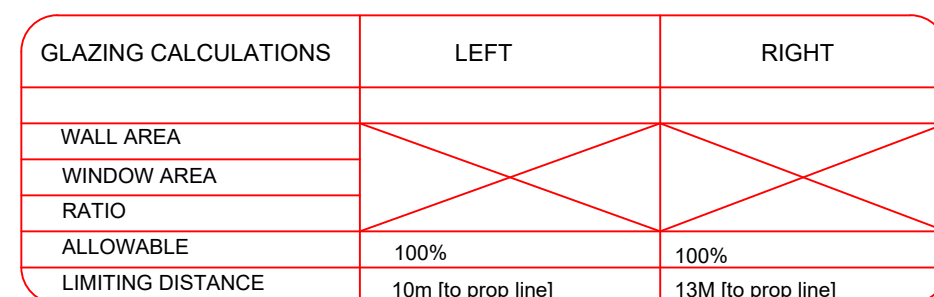 GLAZING CALCULATIONS LEFT RIGHT
WALL AREA
WINDOW AREA
RATIO
ALLOWABLE 100% 100%
LIMITING DISTANCE 10m [to prop line] 13M [to prop line]